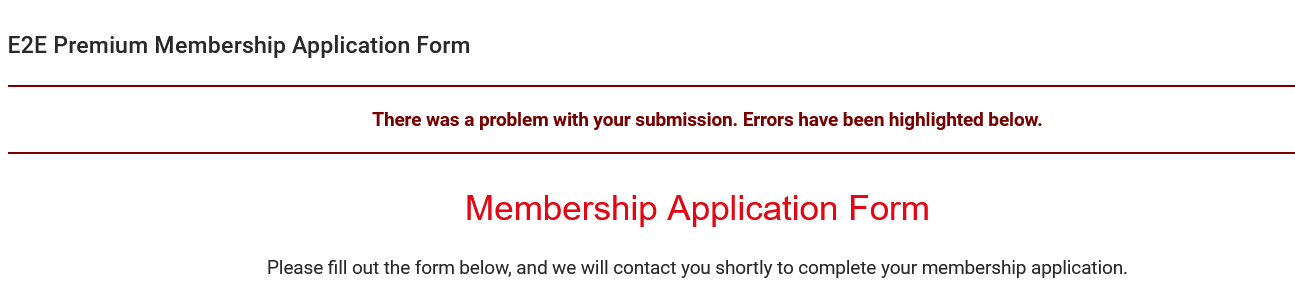 E2E Premium Membership Application Form
There was a problem with your submission. Errors have been highlighted below.
Membership Application Form
Please fill out the form below, and we will contact you shortly to complete your membership application.